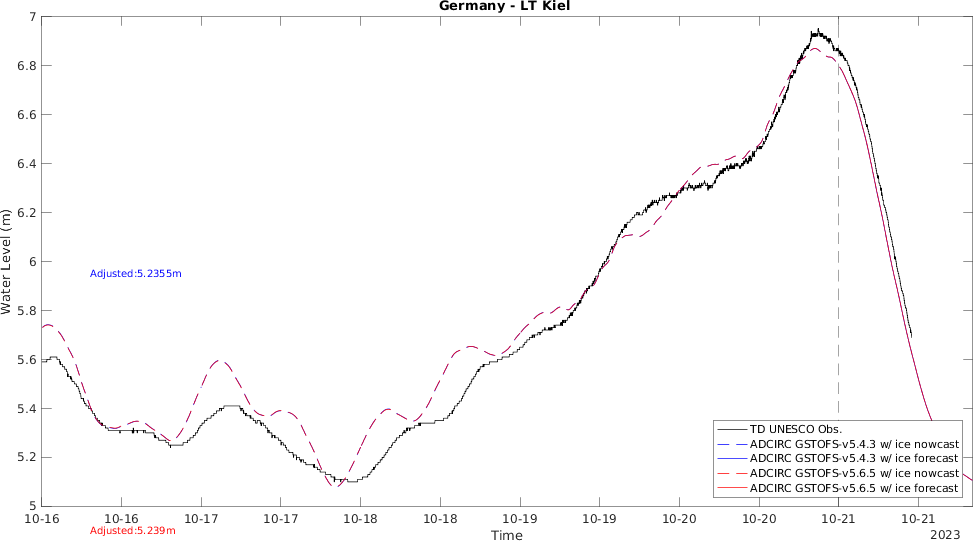 Germany - LT Kiel
7
6.8
6.6
6.4
6.2
6
5.8
5.6
5.4
5.2
5
Water Level (m)
Adjusted:5.2355m
TD UNESCO Obs.
ADCIRC GSTOFS-v5.4.3 w/ ice nowcast
ADCIRC GSTOFS-v5.4.3 w/ ice forecast
ADCIRC GSTOFS-v5.6.5 w/ ice nowcast
ADCIRC GSTOFS-v5.6.5 w/ ice forecast
10-16 10-16 10-17 10-17 10-18 10-18 10-19 10-19 10-20 10-20 10-21 10-21
Adjusted:5.239m
Time
2023